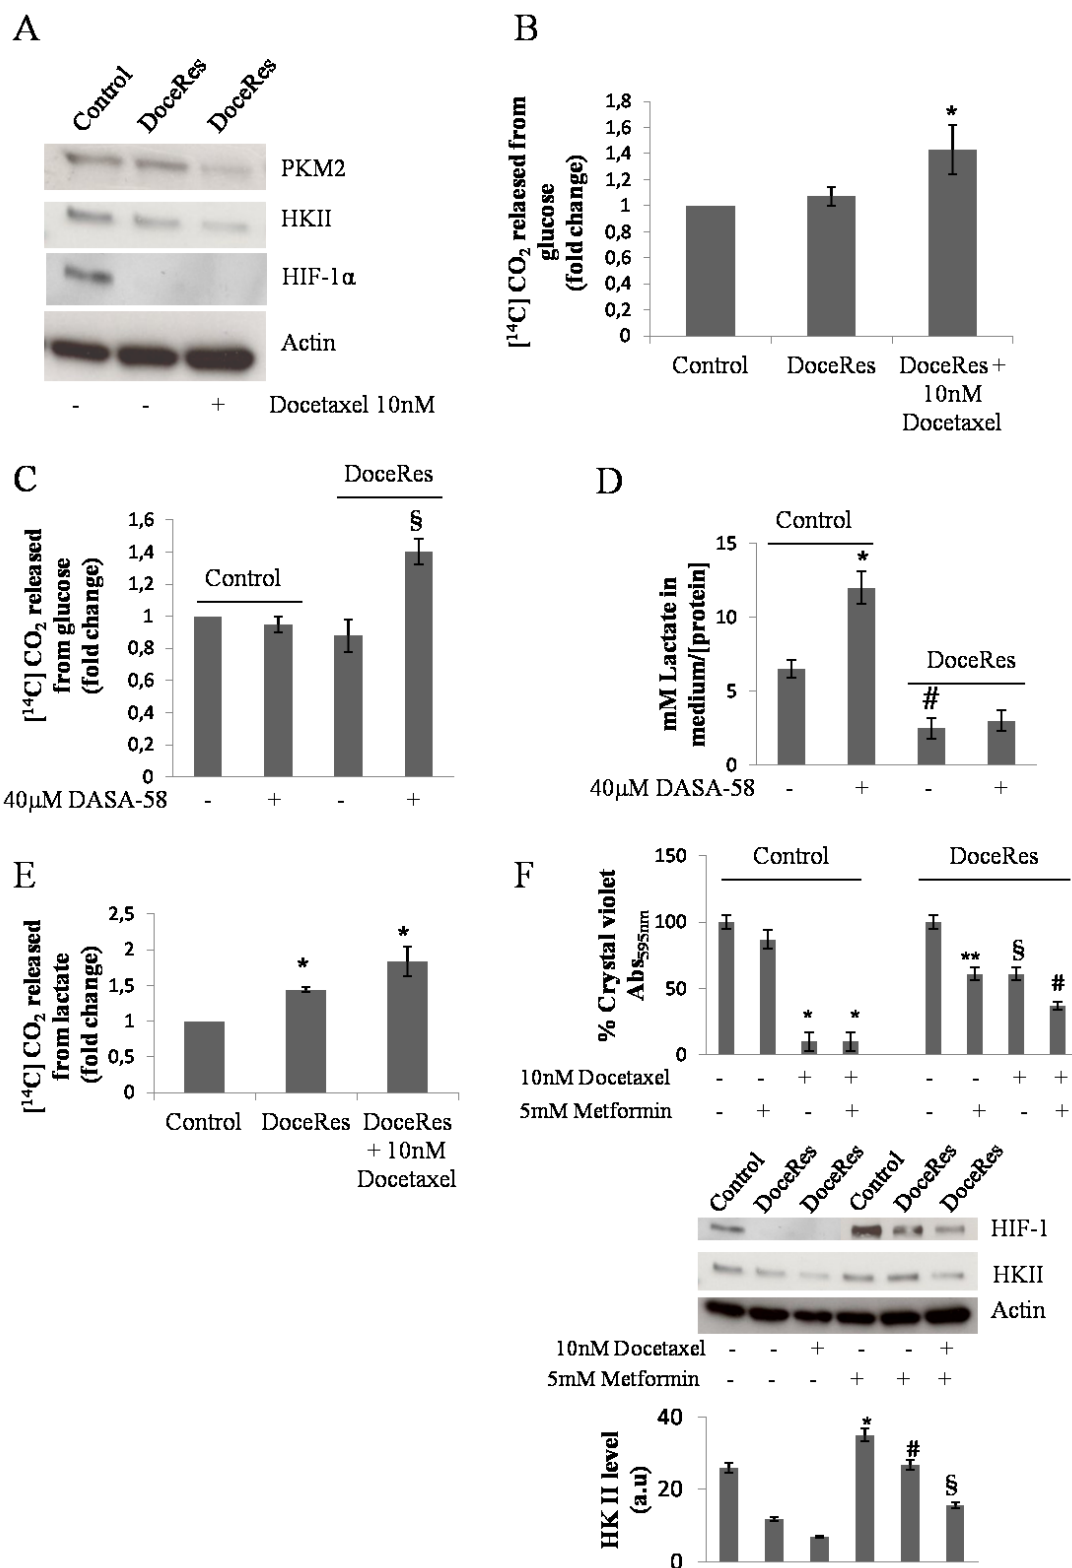 A
Control
DoceRes
DoceRes
PKM2
HKII
HIF-1α
Actin
- - + Docetaxel 10nM
B
[¹⁴C] CO₂ relaesed from
glucose
(fold change)
1,8
1,6
1,4
1,2
1
0,8
0,6
0,4
0,2
0
*
Control
DoceRes
DoceRes +
10nM
Docetaxel
C
[¹⁴C] CO₂ released
from glucose
(fold change)
1,6
1,4
1,2
1
0,8
0,6
0,4
0,2
0
Control
DoceRes
§
40µM DASA-58 - + - +
D
mM Lactate in
medium/[protein]
15
10
5
0
Control
*
DoceRes
#
40µM DASA-58 - + - +
E
[¹⁴C] CO₂ released
from lactate
(fold change)
2,5
2
1,5
1
0,5
0
*
*
Control
DoceRes
DoceRes
+ 10nM
Docetaxel
F
% Crystal violet
Abs₅₉₅ₙₘ
150
100
50
0
Control
DoceRes
* *
** § #
10nM Docetaxel - - + + - - + +
5mM Metformin - + - + - + - +
Control
DoceRes
DoceRes
Control
DoceRes
DoceRes
HIF-1
HKII
Actin
10nM Docetaxel - - + - - +
5mM Metformin - - - + + +
HK II level
(a.u)
40
20
0
* # §